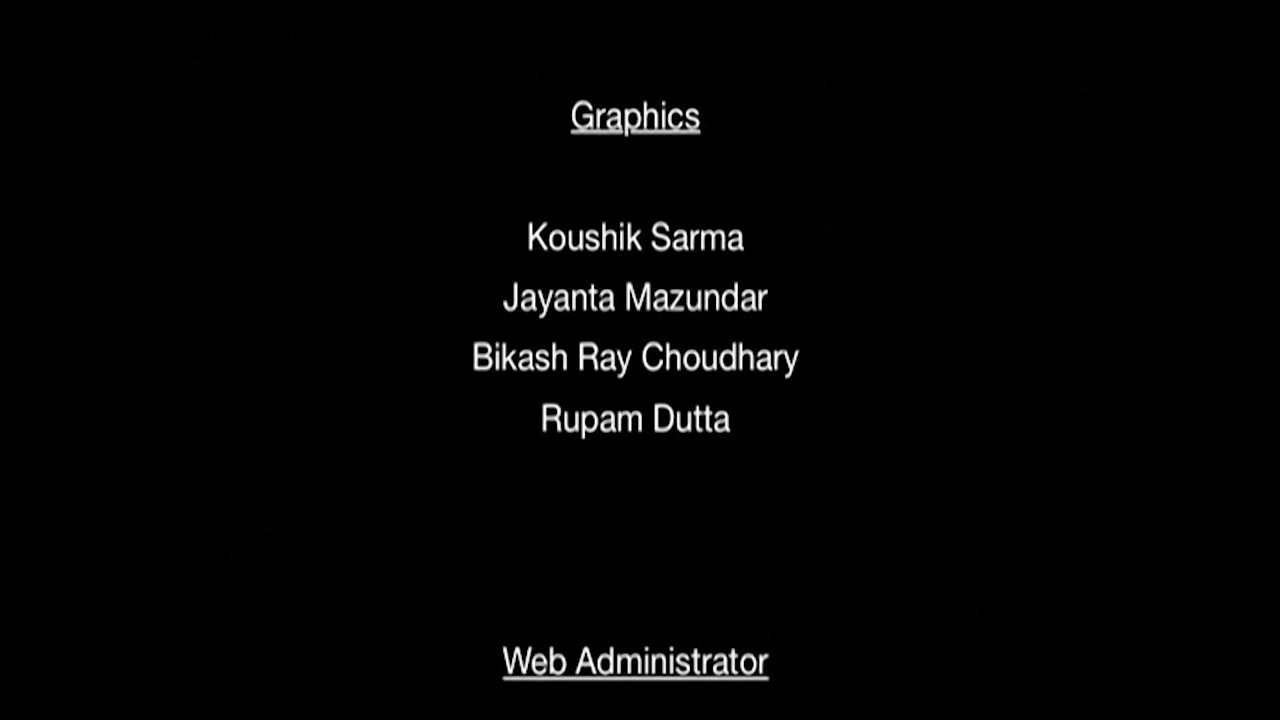 Graphics
Koushik Sarma
Jayanta Mazundar
Bikash Ray Choudhary
Rupam Dutta
Web Administrator